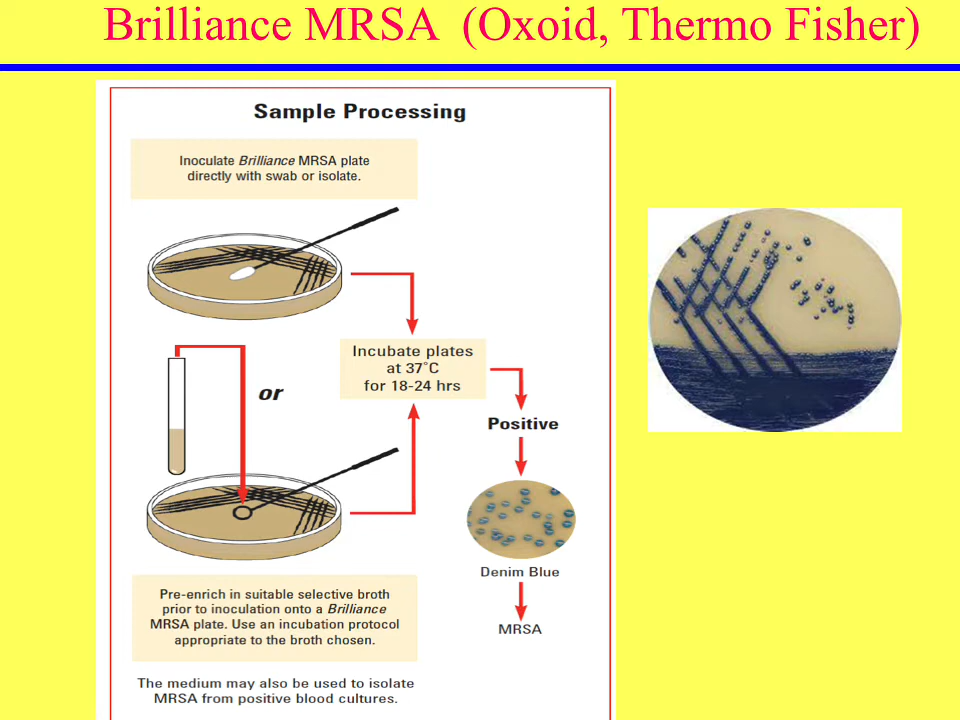 Brilliance MRSA (Oxoid, Thermo Fisher)
Sample Processing
Inoculate Brilliance MRSA plate
directly with swab or isolate.
or
Incubate plates
at 37°C
for 18-24 hrs
Positive
Denim Blue
MRSA
Pre-enrich in suitable selective broth
prior to inoculation onto a Brilliance
MRSA plate. Use an incubation protocol
appropriate to the broth chosen.
The medium may also be used to isolate
MRSA from positive blood cultures.